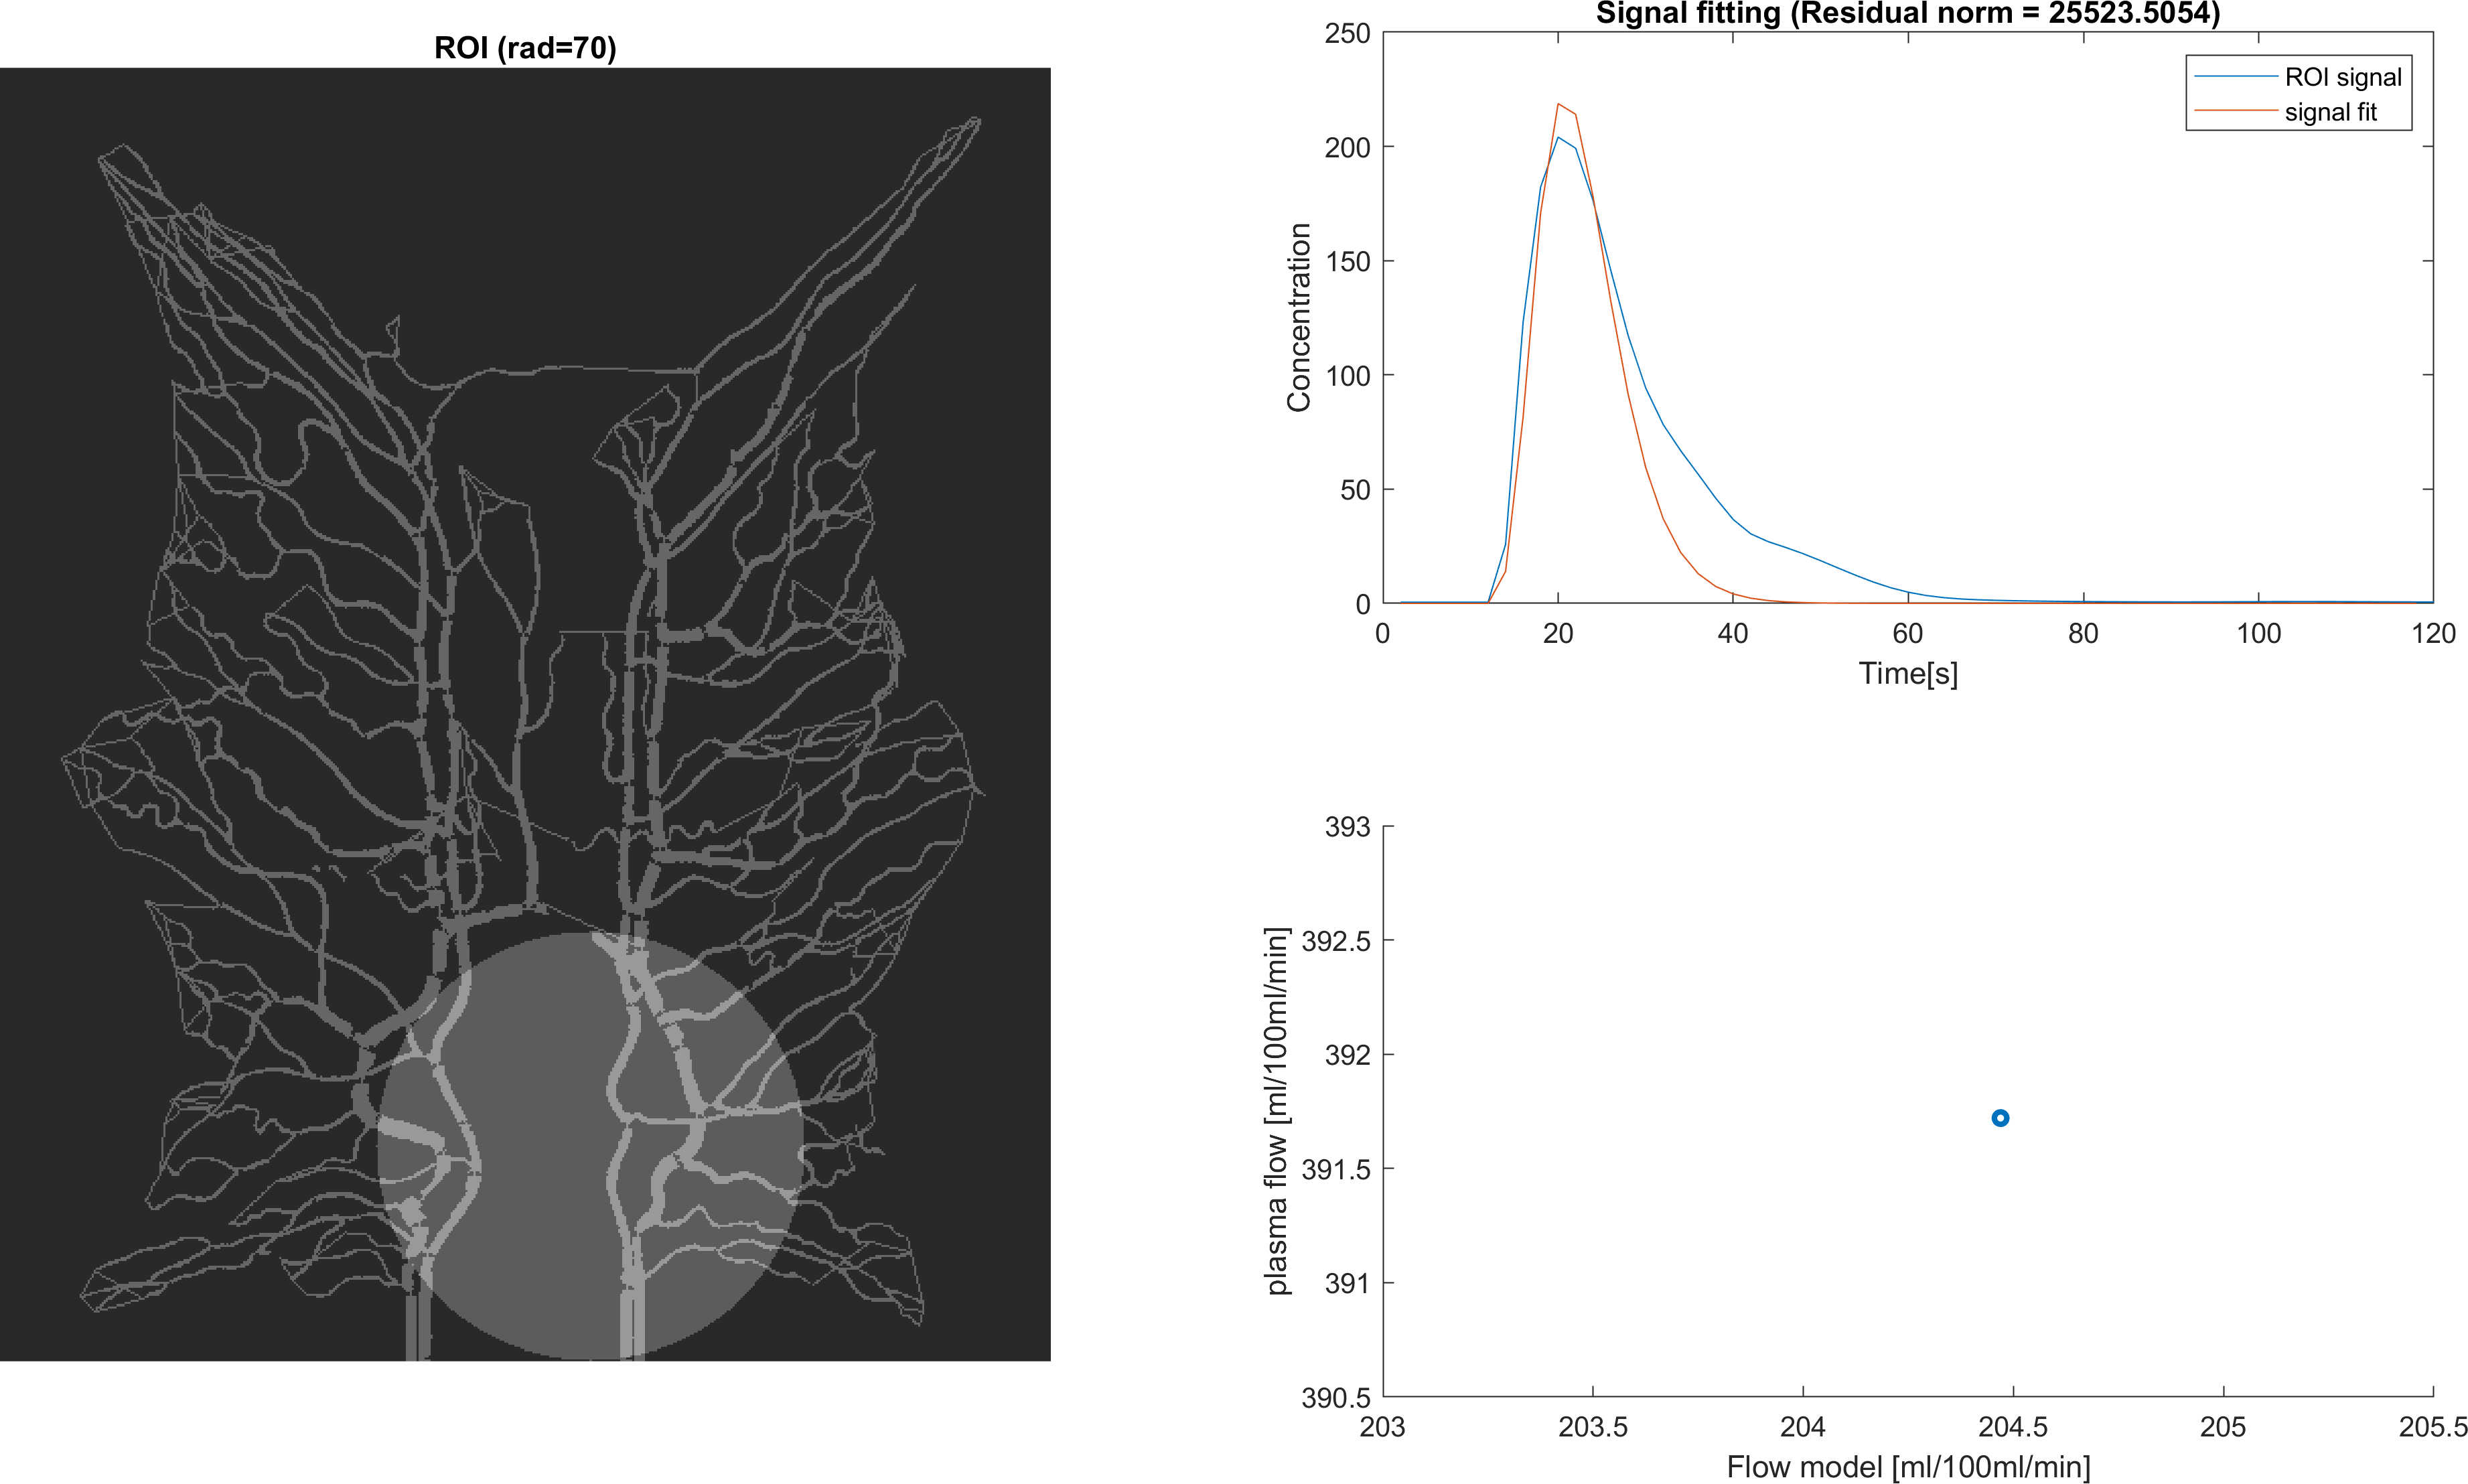 ROI (rad=70)
Signal fitting (Residual norm = 25523.5054)
250
200
150
100
50
0
Concentration
ROI signal
signal fit
0 20 40 60 80 100 120
Time[s]
393
392.5
392
391.5
391
390.5
plasma flow [ml/100ml/min]
203 203.5 204 204.5 205 205.5
Flow model [ml/100ml/min]